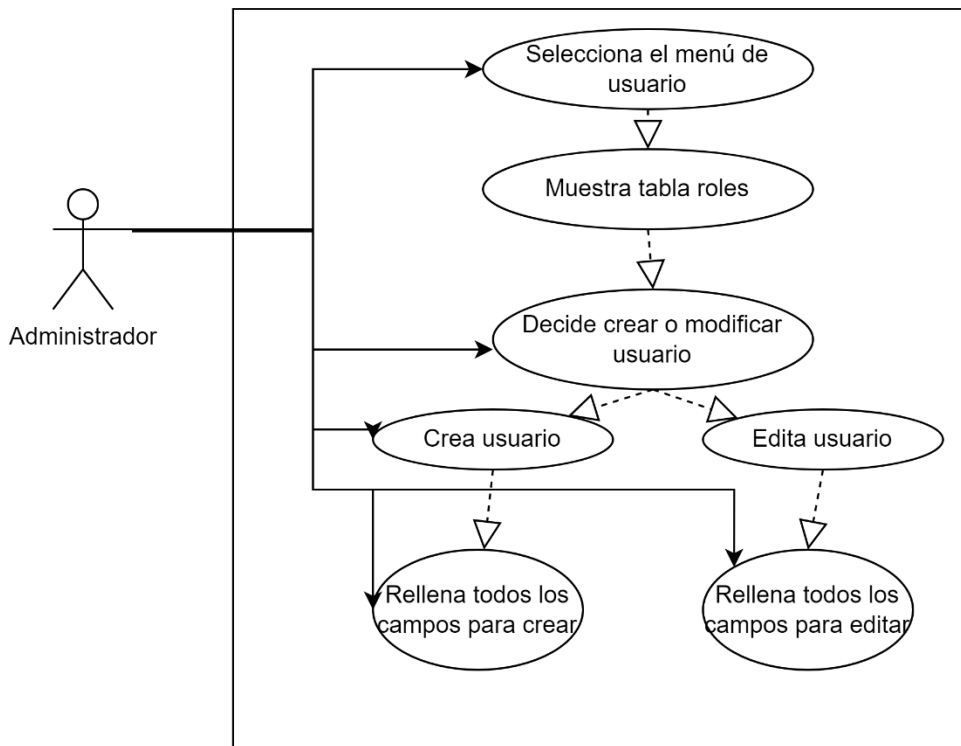 Selecciona el menú de
usuario
Muestra tabla roles
Administrador
Decide crear o modificar
usuario
Crea usuario
Edita usuario
Rellena todos los
campos para crear
Rellena todos los
campos para editar